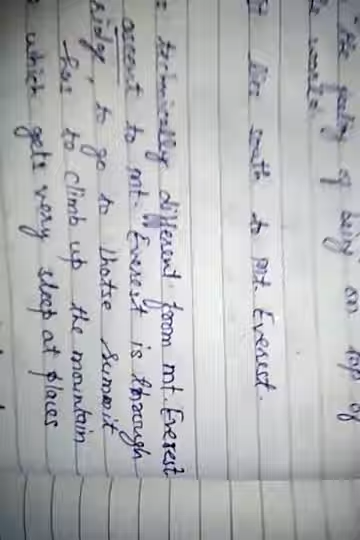 the feeling of being on top of
the world.
lies south to Mt. Everest.
technically different from mt. Everest
ascent to mt. Everest is through
ridge, to go to Lhotse Summit
has to climb up the mountain
which gets very steep at places